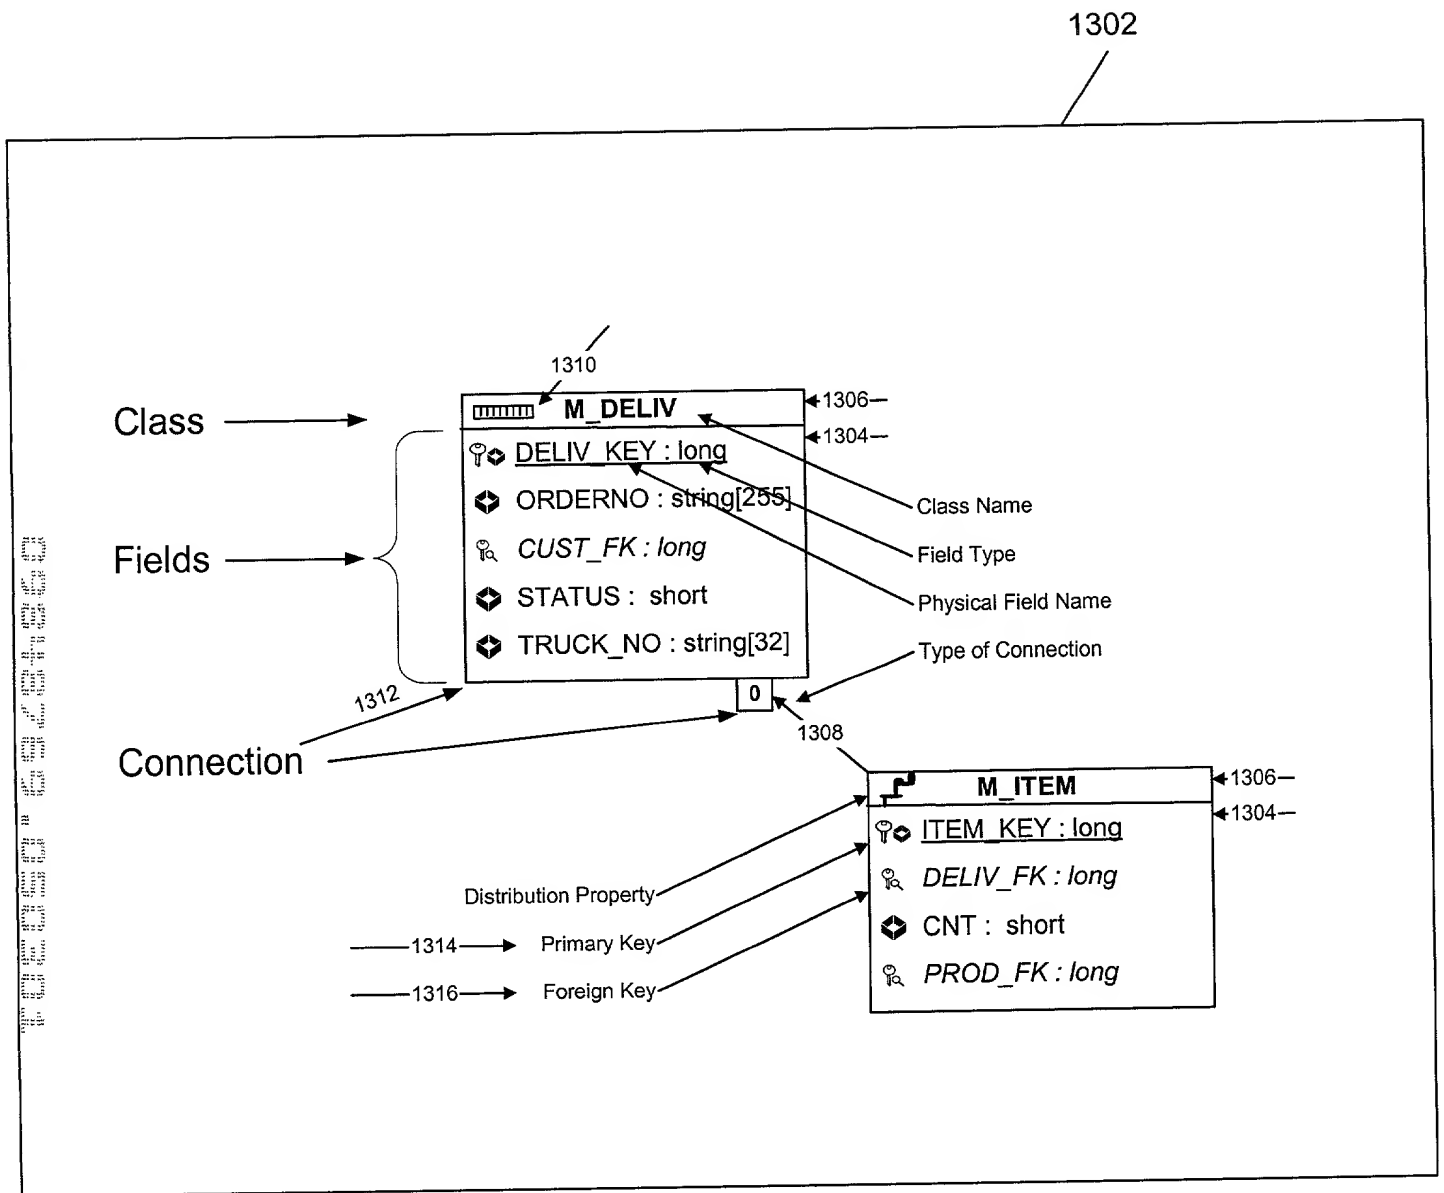 1302
1310
Class
M_DELIV
1306
1304
DELIV_KEY : long
ORDERNO : string[255]
Class Name
Fields
CUST_FK : long
Field Type
STATUS : short
Physical Field Name
TRUCK_NO : string[32]
Type of Connection
1312
0
1308
Connection
M_ITEM
1306
1304
ITEM_KEY : long
DELIV_FK : long
Distribution Property
CNT : short
1314
Primary Key
PROD_FK : long
1316
Foreign Key